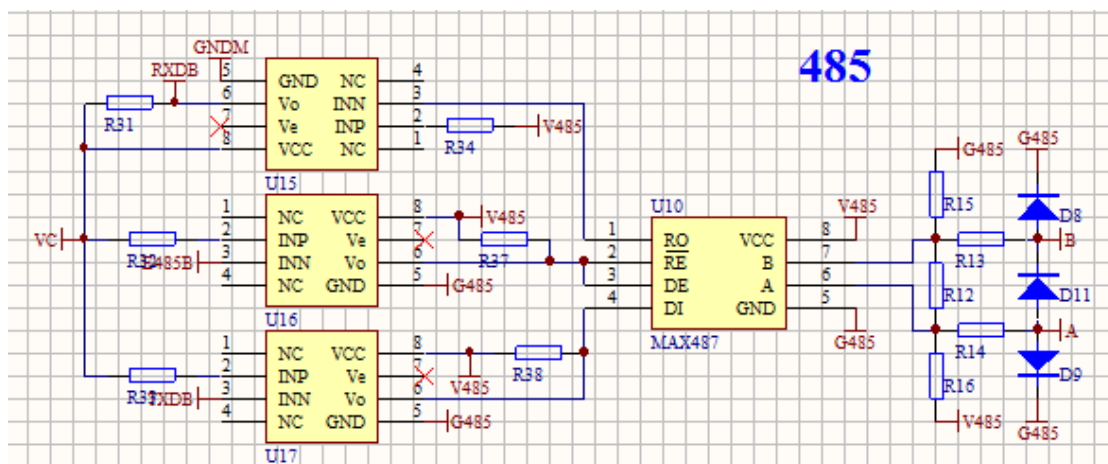 485
GNDM
RXDB
5 GND NC 4
6 Vo INN 3
7 Ve INP 2
8 VCC NC 1
R31
R34
V485
U15
1 NC VCC 8
2 INP Ve 7
3 INN Vo 6
4 NC GND 5
VC
V485
R37
G485
U16
1 NC VCC 8
2 INP Ve 7
3 INN Vo 6
4 NC GND 5
TXDB
V485
R38
G485
U17
U10
1 RO VCC 8
2 RE B 7
3 DE A 6
4 DI GND 5
MAX487
V485
G485
G485
G485
R15
D8
R13
B
R12
D11
R14
A
R16
D9
V485
G485